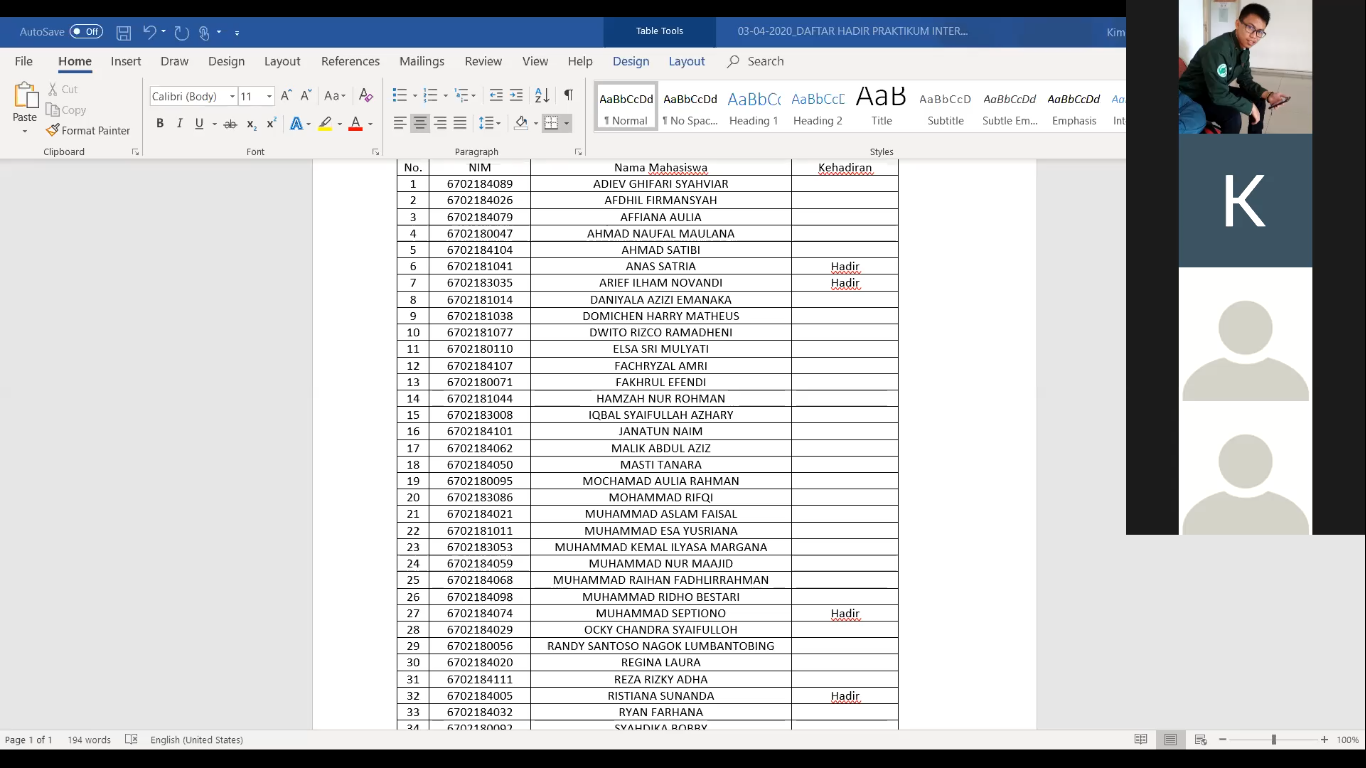 AutoSave Off Table Tools 03-04-2020_DAFTAR HADIR PRAKTIKUM INTER... Kim
File Home Insert Draw Design Layout References Mailings Review View Help Design Layout Search
Paste Cut Copy Format Painter Calibri (Body) 11 Aa AaBbCcDd AaBbCcDd AaBbCc AaBbCcE AaB AaBbCcD AaBbCcDd AaBbCcDd
¶ Normal ¶ No Spac... Heading 1 Heading 2 Title Subtitle Subtle Em... Emphasis
Clipboard Font Paragraph Styles
No. NIM Nama Mahasiswa Kehadiran
1 6702184089 ADIEV GHIFARI SYAHVIAR
2 6702184026 AFDHIL FIRMANSYAH
3 6702184079 AFFIANA AULIA
4 6702180047 AHMAD NAUFAL MAULANA
5 6702184104 AHMAD SATIBI
6 6702181041 ANAS SATRIA Hadir
7 6702183035 ARIEF ILHAM NOVANDI Hadir
8 6702181014 DANIYALA AZIZI EMANAKA
9 6702181038 DOMICHEN HARRY MATHEUS
10 6702181077 DWITO RIZCO RAMADHENI
11 6702180110 ELSA SRI MULYATI
12 6702184107 FACHRYZAL AMRI
13 6702180071 FAKHRUL EFENDI
14 6702181044 HAMZAH NUR ROHMAN
15 6702183008 IQBAL SYAIFULLAH AZHARY
16 6702184101 JANATUN NAIM
17 6702184062 MALIK ABDUL AZIZ
18 6702184050 MASTI TANARA
19 6702180095 MOCHAMAD AULIA RAHMAN
20 6702183086 MOHAMMAD RIFQI
21 6702184021 MUHAMMAD ASLAM FAISAL
22 6702181011 MUHAMMAD ESA YUSRIANA
23 6702183053 MUHAMMAD KEMAL ILYASA MARGANA
24 6702184059 MUHAMMAD NUR MAAJID
25 6702184068 MUHAMMAD RAIHAN FADHLIRRAHMAN
26 6702184098 MUHAMMAD RIDHO BESTARI
27 6702184074 MUHAMMAD SEPTIONO Hadir
28 6702184029 OCKY CHANDRA SYAIFULLOH
29 6702180056 RANDY SANTOSO NAGOK LUMBANTOBING
30 6702184020 REGINA LAURA
31 6702184111 REZA RIZKY ADHA
32 6702184005 RISTIANA SUNANDA Hadir
33 6702184032 RYAN FARHANA
34 6702180092 SYAHDIKA BOBBY
Page 1 of 1 194 words English (United States) 100%
K